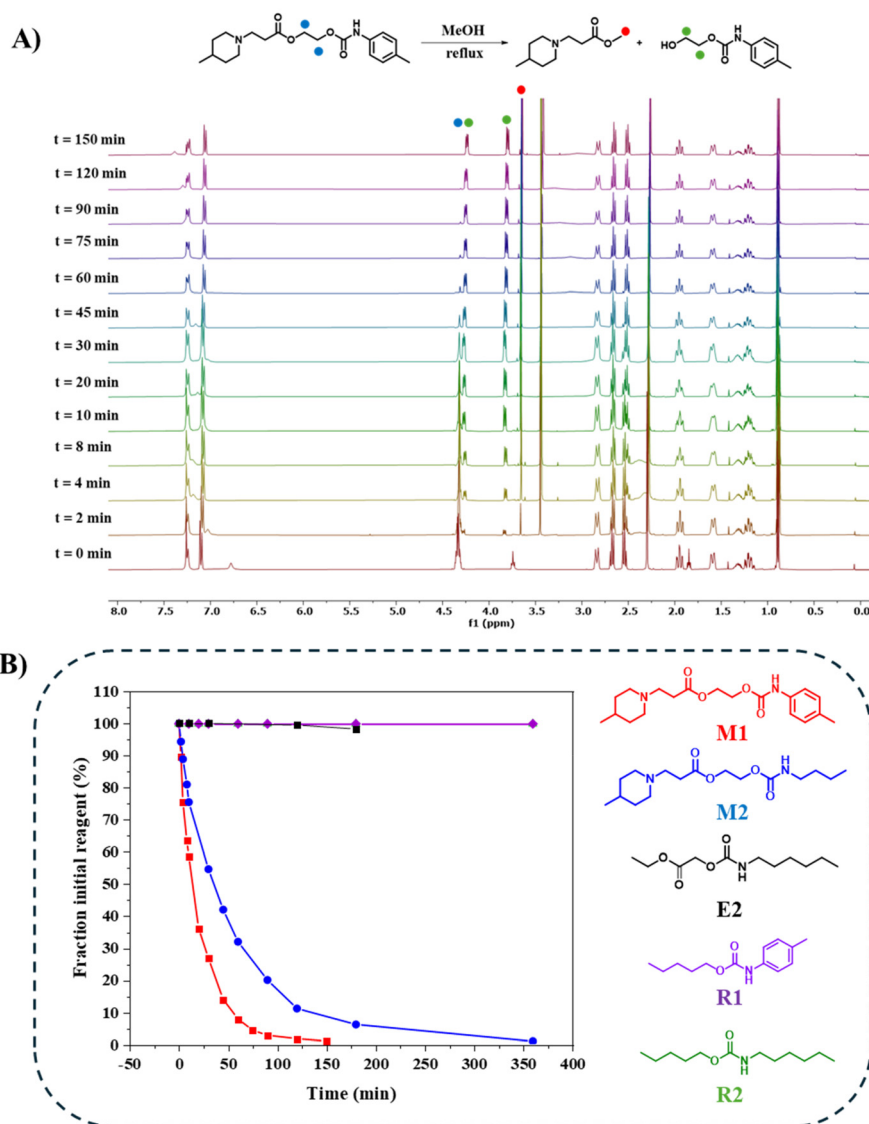 A)
MeOH
reflux
t = 150 min
t = 120 min
t = 90 min
t = 75 min
t = 60 min
t = 45 min
t = 30 min
t = 20 min
t = 10 min
t = 8 min
t = 4 min
t = 2 min
t = 0 min
8.0 7.5 7.0 6.5 6.0 5.5 5.0 4.5 4.0 3.5 3.0 2.5 2.0 1.5 1.0 0.5 0.0
f1 (ppm)
B)
Fraction initial reagent (%)
110
100
90
80
70
60
50
40
30
20
10
0
-50 0 50 100 150 200 250 300 350 400
Time (min)
M1
M2
E2
R1
R2